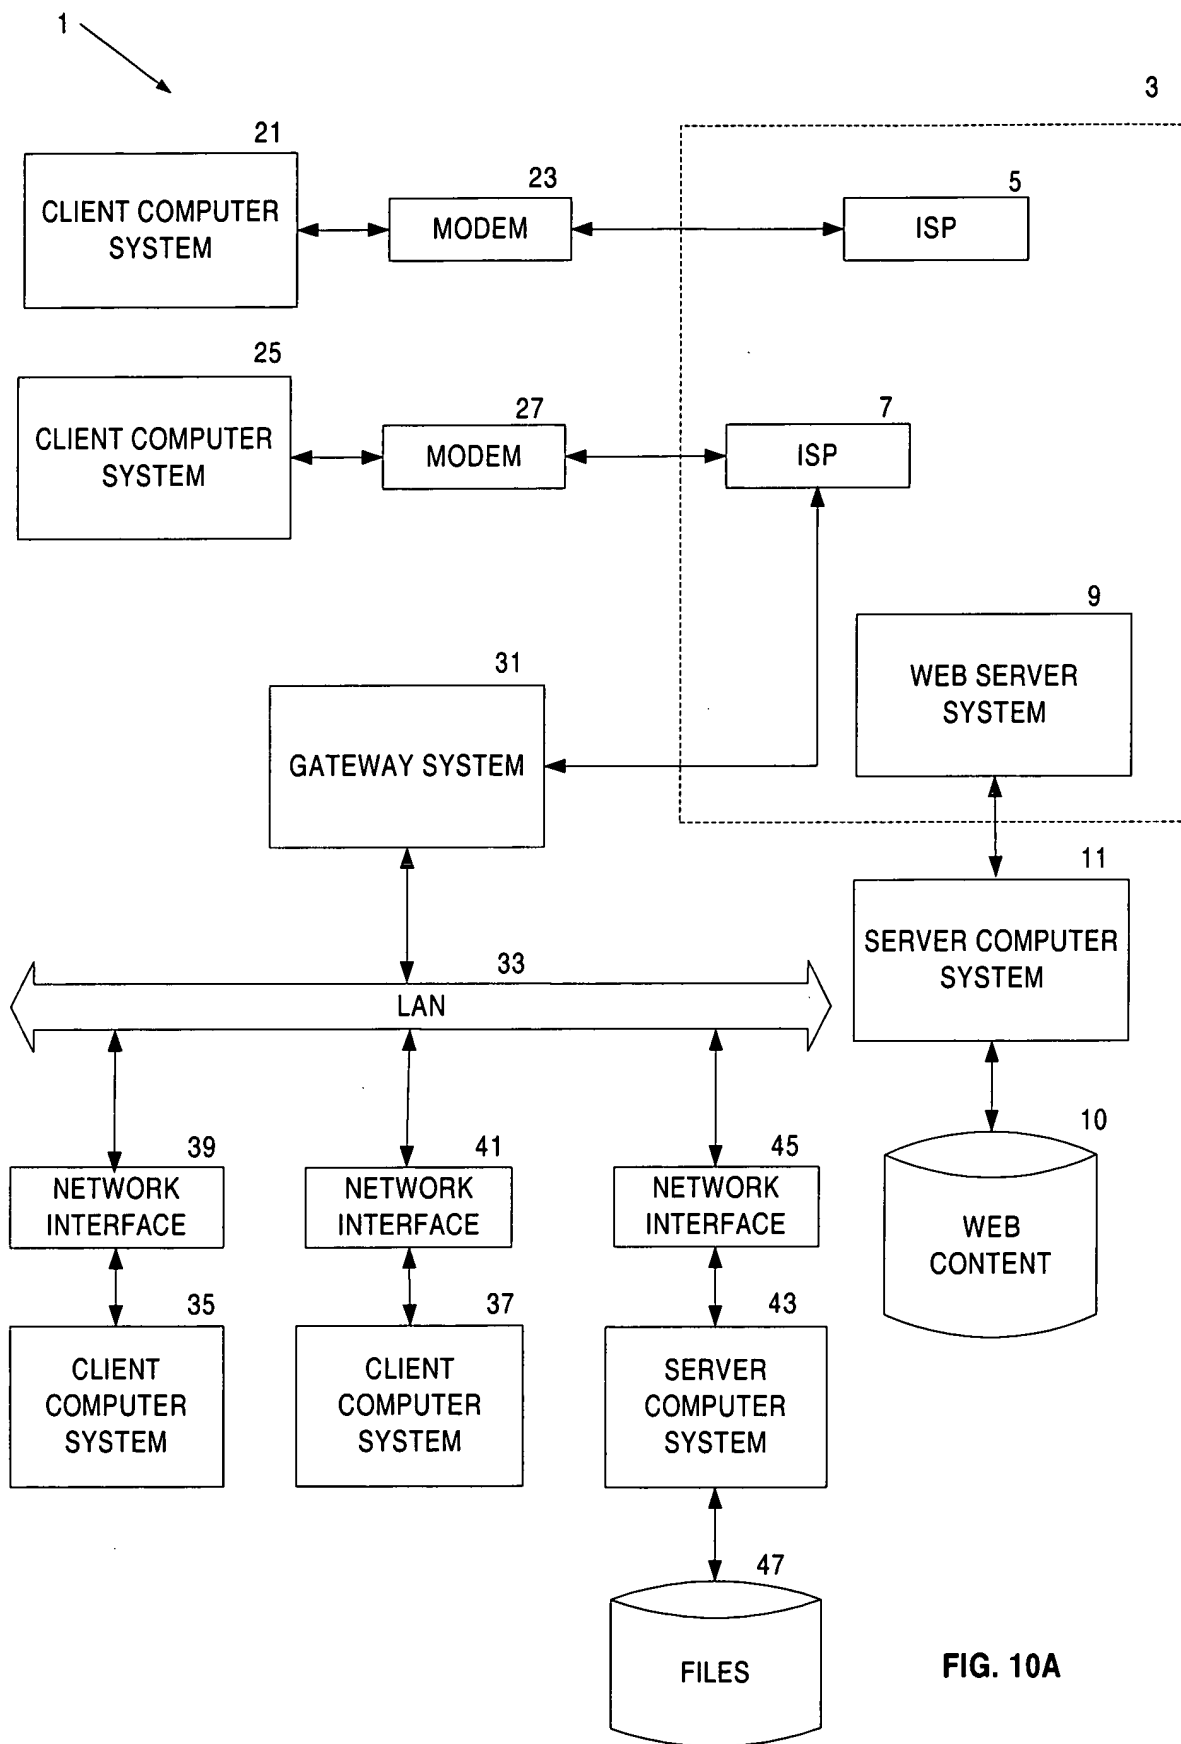 1
3
21
CLIENT COMPUTER
SYSTEM
23
MODEM
5
ISP
25
CLIENT COMPUTER
SYSTEM
27
MODEM
7
ISP
9
WEB SERVER
SYSTEM
31
GATEWAY SYSTEM
11
SERVER COMPUTER
SYSTEM
33
LAN
10
WEB
CONTENT
39
NETWORK
INTERFACE
41
NETWORK
INTERFACE
45
NETWORK
INTERFACE
35
CLIENT
COMPUTER
SYSTEM
37
CLIENT
COMPUTER
SYSTEM
43
SERVER
COMPUTER
SYSTEM
47
FILES
FIG. 10A